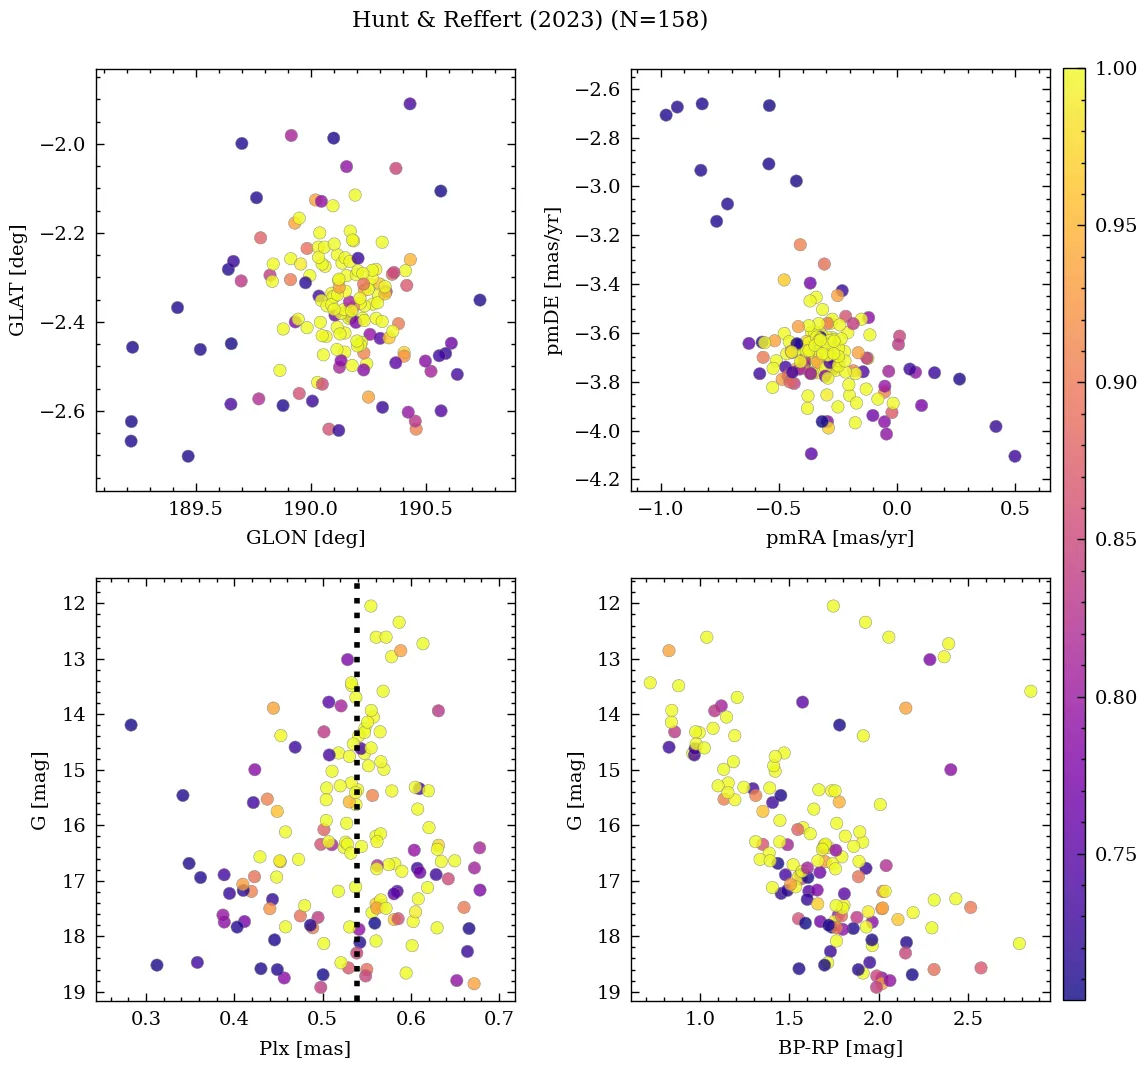 Hunt & Reffert (2023) (N=158)
−2.0
−2.2
−2.4
−2.6
GLAT [deg]
189.5 190.0 190.5
GLON [deg]
−2.6
−2.8
−3.0
−3.2
−3.4
−3.6
−3.8
−4.0
−4.2
pmDE [mas/yr]
−1.0 −0.5 0.0 0.5
pmRA [mas/yr]
12
13
14
15
16
17
18
19
G [mag]
0.3 0.4 0.5 0.6 0.7
Plx [mas]
12
13
14
15
16
17
18
19
G [mag]
1.0 1.5 2.0 2.5
BP-RP [mag]
1.00
0.95
0.90
0.85
0.80
0.75